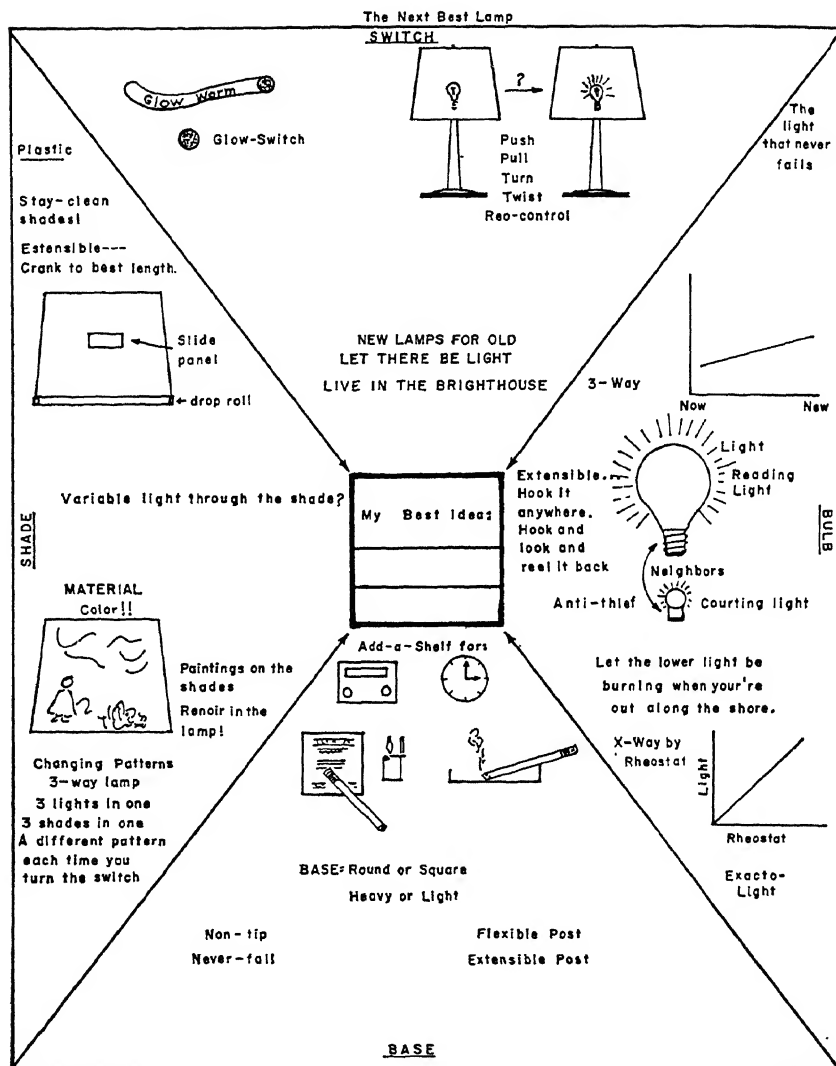 The Next Best Lamp
SWITCH
Glow Worm
Glow-Switch
?
Push
Pull
Turn
Twist
Reo-control
The
light
that never
fails
Plastic
Stay-clean
shades!
Estensible---
Crank to best length.
Slide
panel
drop roll
NEW LAMPS FOR OLD
LET THERE BE LIGHT
LIVE IN THE BRIGHTHOUSE
3-Way
Now
New
Light
Reading
Light
Extensible...
Hook it
anywhere.
Hook and
look and
reel it back
Neighbors
Anti-thief
Courting light
BULB
Variable light through the shade?
My Best Ideas
SHADE
MATERIAL
Color!!
Paintings on the
shades
Renoir in the
lamp!
Changing Patterns
3-way lamp
3 lights in one
3 shades in one
A different pattern
each time you
turn the switch
Add-a-Shelf for:
Let the lower light be
burning when your're
out along the shore.
X-Way by
Rheostat
Light
Rheostat
Exacto-
Light
BASE=Round or Square
Heavy or Light
Non-tip
Never-fall
Flexible Post
Extensible Post
BASE